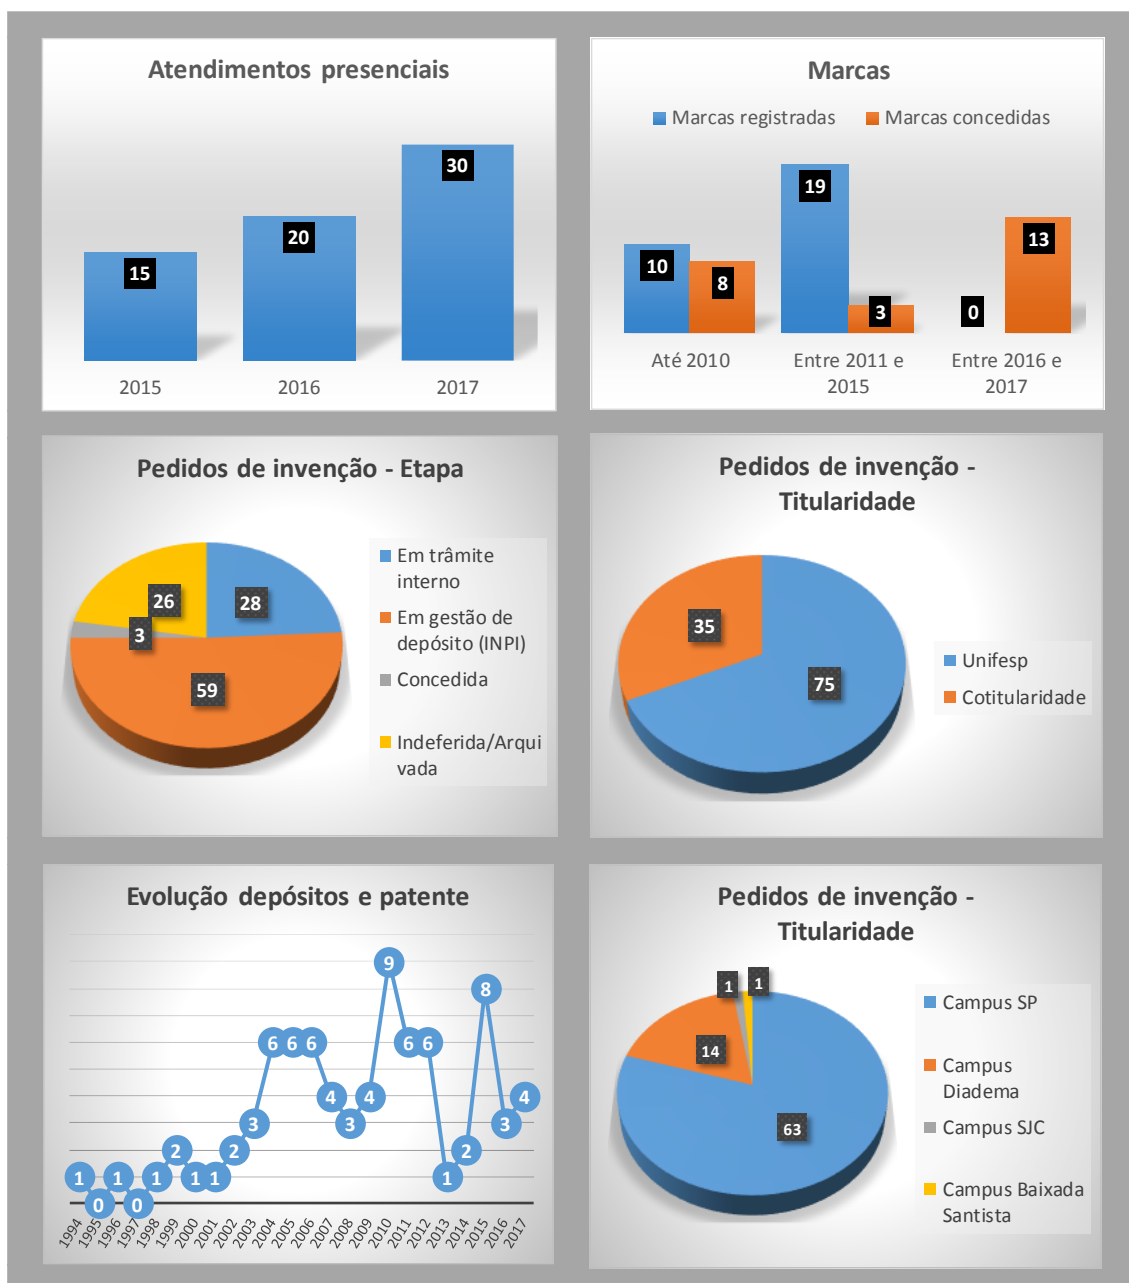 Atendimentos presenciais
30
20
15
2015
2016
2017
Marcas
Marcas registradas
Marcas concedidas
19
13
10
8
3
0
Até 2010
Entre 2011 e
2015
Entre 2016 e
2017
Pedidos de invenção - Etapa
26
28
3
59
Em trâmite
interno
Em gestão de
depósito (INPI)
Concedida
Indeferida/Arqui
vada
Pedidos de invenção -
Titularidade
35
75
Unifesp
Cotitularidade
Evolução depósitos e patente
1
0
1
0
1
2
1
1
2
3
6
6
6
4
3
4
9
6
6
1
2
8
3
4
1994
1995
1996
1997
1998
1999
2000
2001
2002
2003
2004
2005
2006
2007
2008
2009
2010
2011
2012
2013
2014
2015
2016
2017
Pedidos de invenção -
Titularidade
1
1
14
63
Campus SP
Campus
Diadema
Campus SJC
Campus Baixada
Santista